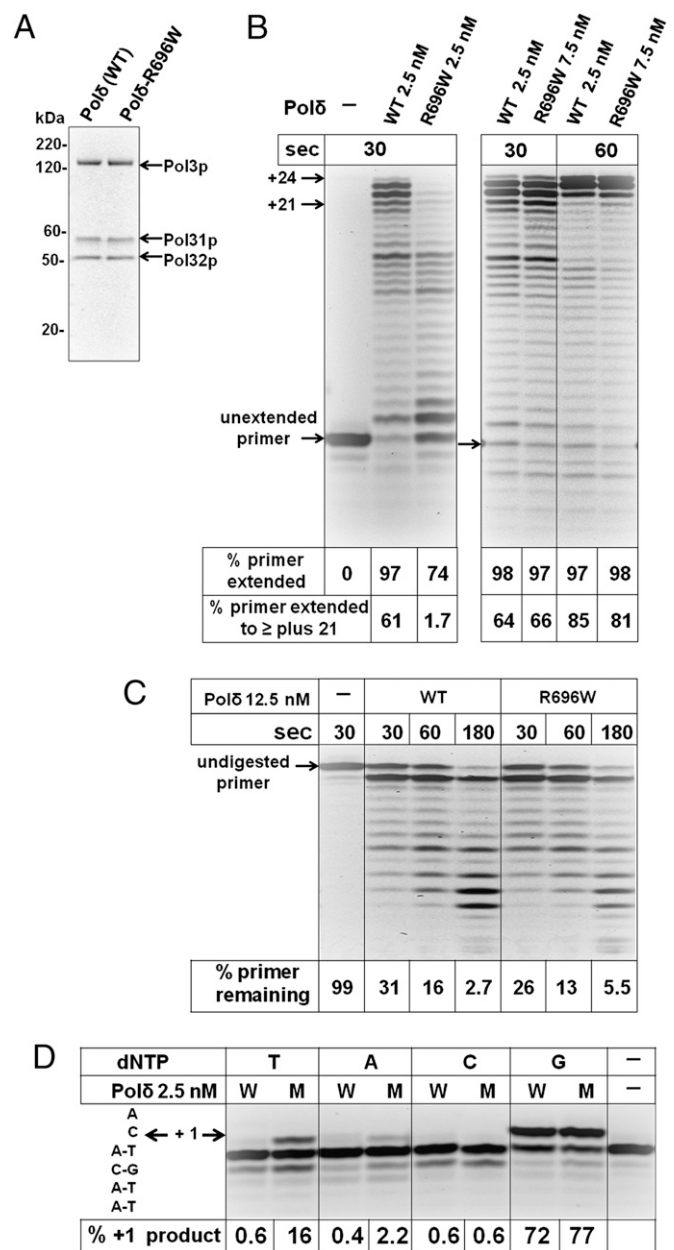 A
Polδ (WT)
Polδ-R696W
kDa
220-
120-
60-
50-
20-
Pol3p
Pol31p
Pol32p
B
Polδ
–
WT 2.5 nM
R696W 2.5 nM
WT 2.5 nM
R696W 7.5 nM
WT 2.5 nM
R696W 7.5 nM
sec 30 30 60
+24
+21
unextended
primer
% primer
extended
0 97 74 98 97 97 98
% primer extended
to ≥ plus 21
61 1.7 64 66 85 81
C
Polδ 12.5 nM – WT R696W
sec 30 30 60 180 30 60 180
undigested
primer
% primer
remaining
99 31 16 2.7 26 13 5.5
D
dNTP T A C G –
Polδ 2.5 nM W M W M W M W M –
A
C + 1
A-T
C-G
A-T
A-T
% +1 product 0.6 16 0.4 2.2 0.6 0.6 72 77